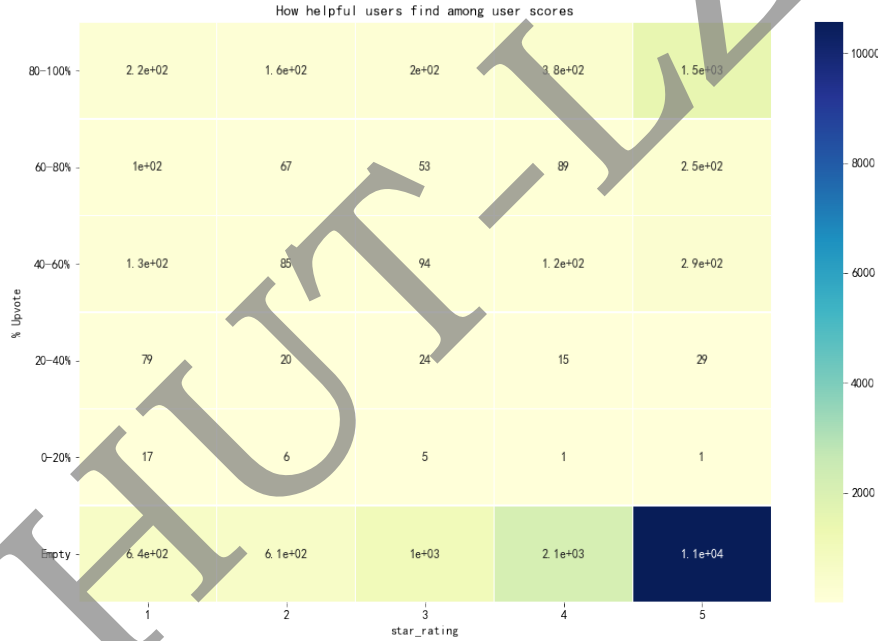 How helpful users find among user scores
80-100% 2.2e+02 1.6e+02 2e+02 3.8e+02 1.5e+03
60-80% 1e+02 67 53 89 2.5e+02
40-60% 1.3e+02 85 94 1.2e+02 2.9e+02
20-40% 79 20 24 15 29
0-20% 17 6 5 1 1
Empty 6.4e+02 6.1e+02 1e+03 2.1e+03 1.1e+04
1 2 3 4 5
star_rating
% Upvote
10000
8000
6000
4000
2000
HUT-LZ